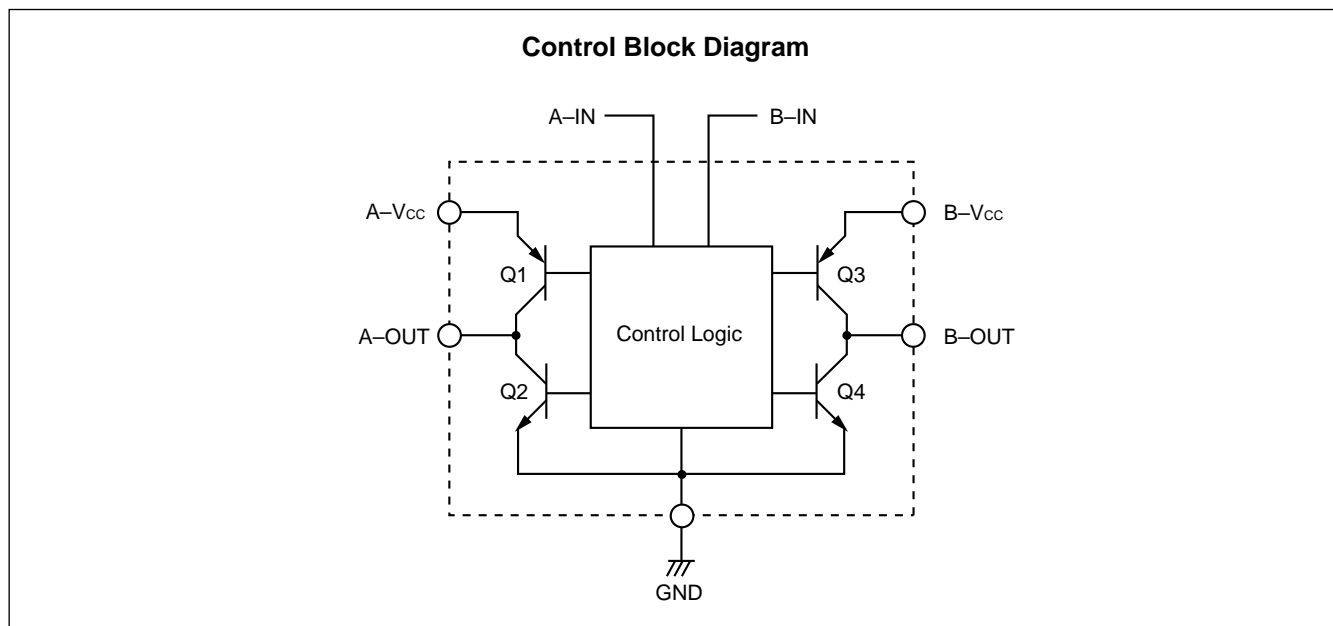 Control Block Diagram
A–IN
B–IN
A–Vcc
B–Vcc
Q1
Q3
A–OUT
Control Logic
B–OUT
Q2
Q4
GND